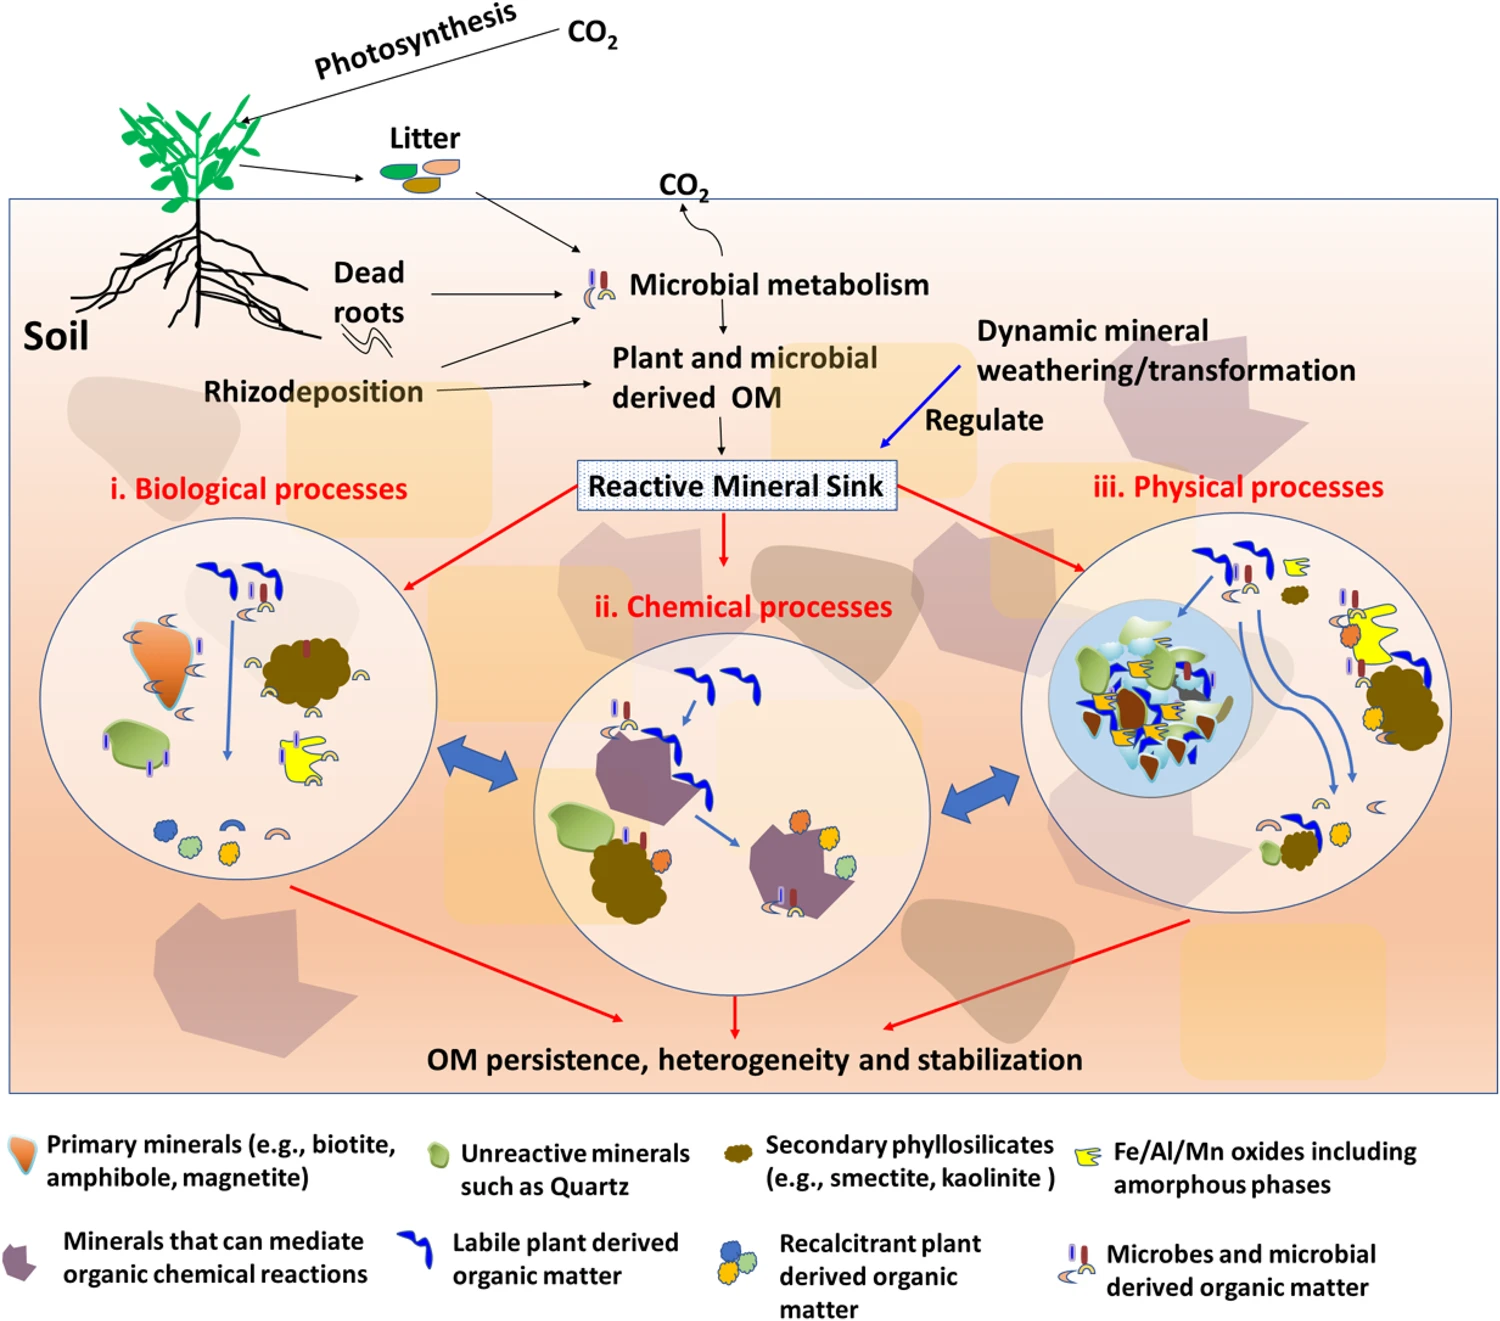 Photosynthesis
CO2
Litter
CO2
Dead
roots
Microbial metabolism
Soil
Dynamic mineral
weathering/transformation
Plant and microbial
derived OM
Rhizodeposition
Regulate
Reactive Mineral Sink
i. Biological processes
iii. Physical processes
ii. Chemical processes
OM persistence, heterogeneity and stabilization
Primary minerals (e.g., biotite,
amphibole, magnetite)
Unreactive minerals
such as Quartz
Secondary phyllosilicates
(e.g., smectite, kaolinite )
Fe/Al/Mn oxides including
amorphous phases
Minerals that can mediate
organic chemical reactions
Labile plant derived
organic matter
Recalcitrant plant
derived organic
matter
Microbes and microbial
derived organic matter